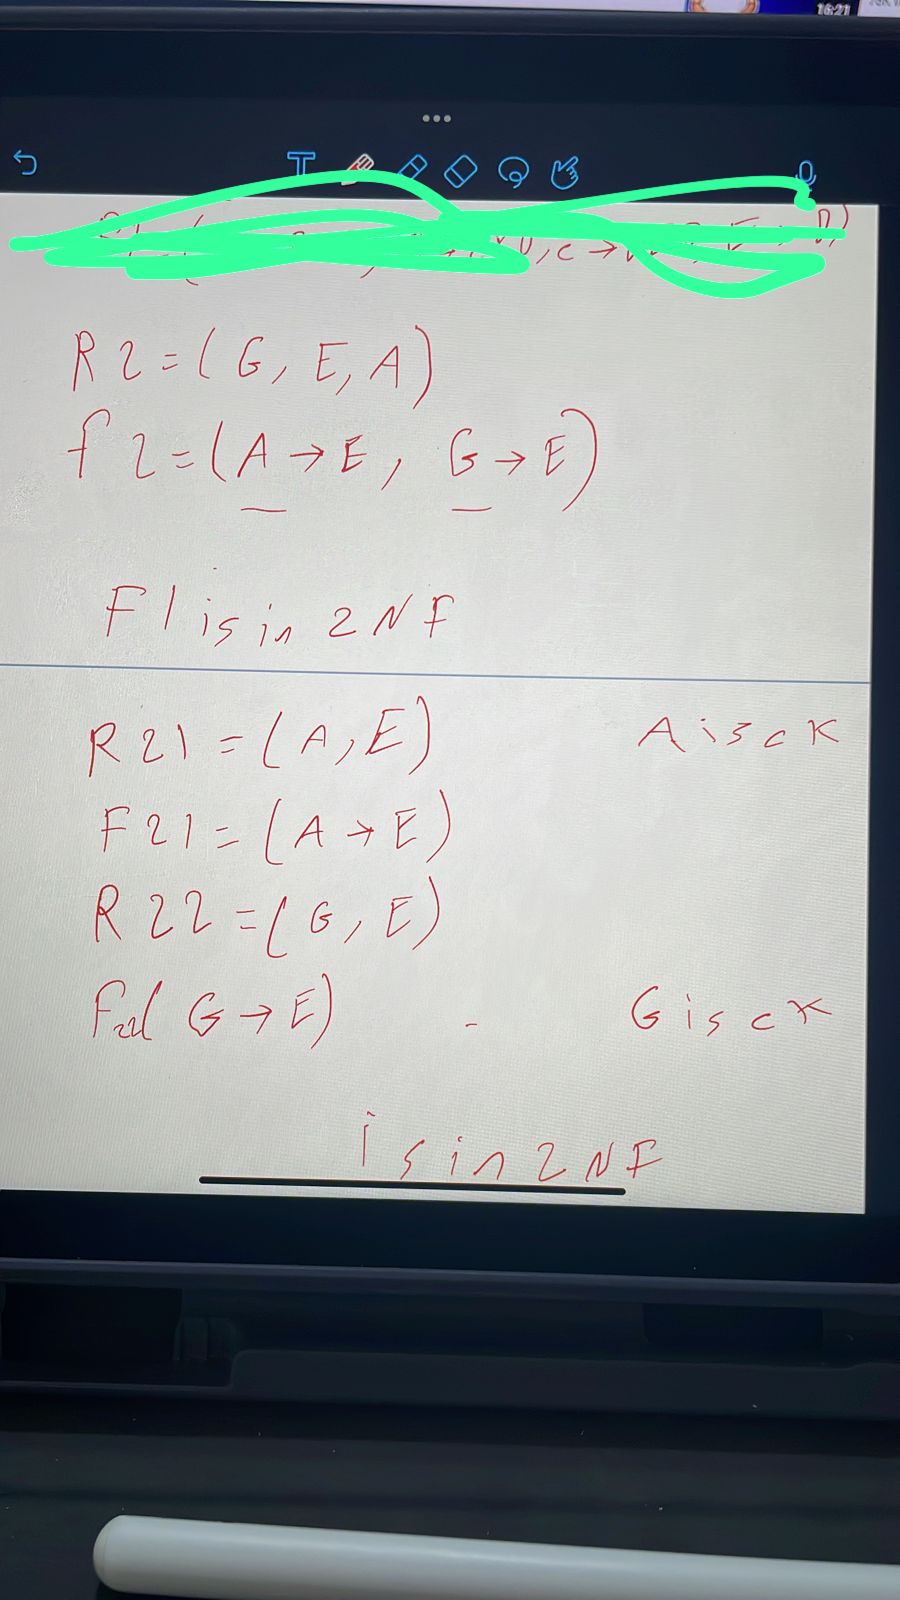 16:21
T
R2=(G, E, A)
f2=(A→E, G→E)
F1 is in 2NF
R21=(A,E) A is cK
F21=(A→E)
R22=(G,E)
F22(G→E) - G is cK
is in 2NF